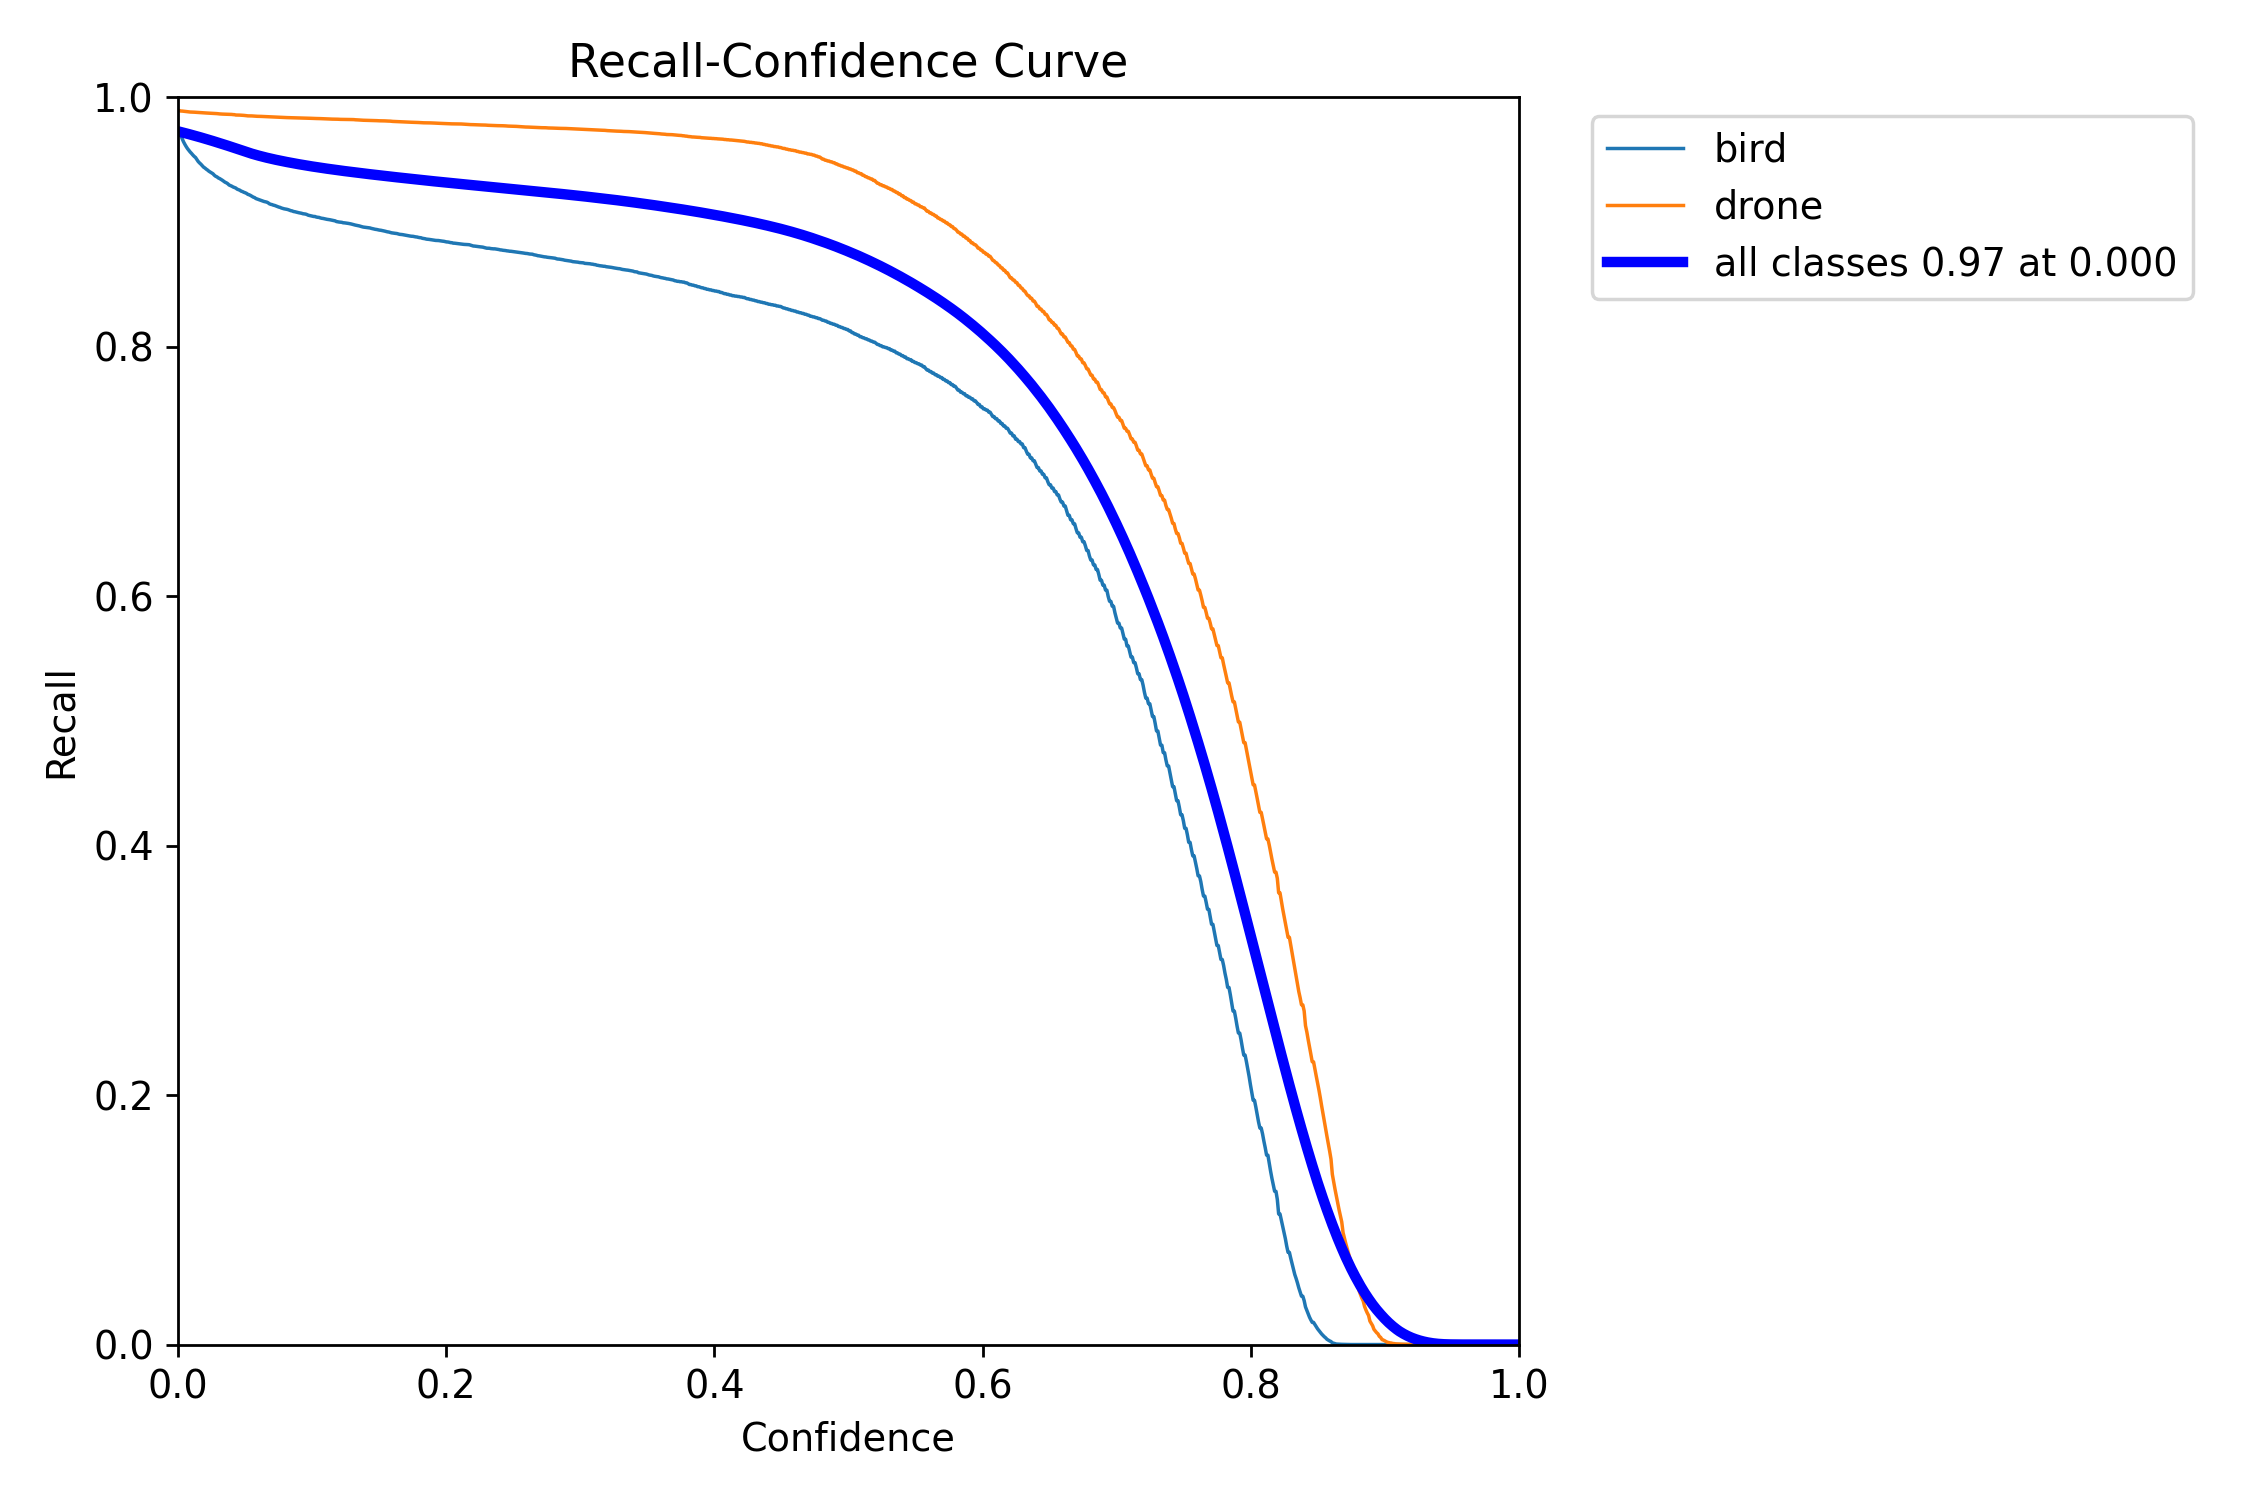 Recall-Confidence Curve
1.0
0.8
0.6
0.4
0.2
0.0
Recall
0.0 0.2 0.4 0.6 0.8 1.0
Confidence
bird
drone
all classes 0.97 at 0.000